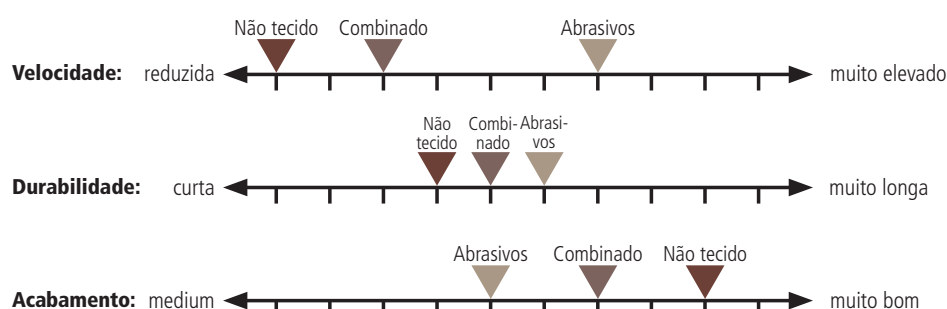 Não tecido Combinado Abrasivos
Velocidade: reduzida muito elevado
Não Combi- Abrasi-
tecido nado vos
Durabilidade: curta muito longa
Abrasivos Combinado Não tecido
Acabamento: medium muito bom